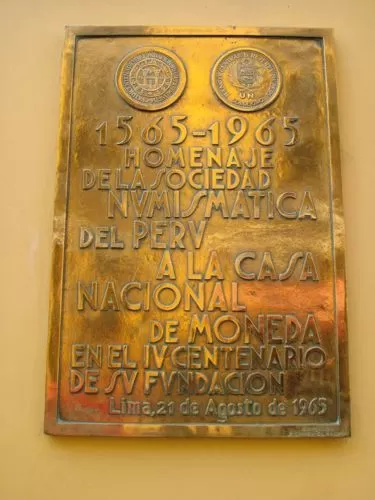 1565-1965
HOMENAJE
DE LA SOCIEDAD
NVMISMATICA
DEL PERV
A LA CASA
NACIONAL
DE MONEDA
EN EL IV CENTENARIO
DE SV FVNDACION
Lima, 21 de Agosto de 1965